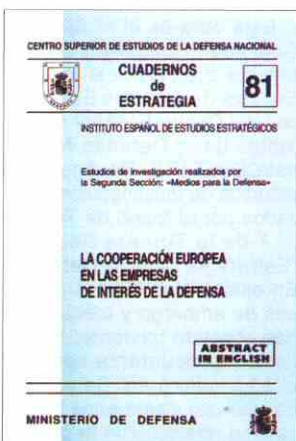 CENTRO SUPERIOR DE ESTUDIOS DE LA DEFENSA NACIONAL
CUADERNOS
de
ESTRATEGIA
81
INSTITUTO ESPAÑOL DE ESTUDIOS ESTRATÉGICOS
Estudios de investigación realizados por
la Segunda Sección: «Medios para la Defensa»
LA COOPERACIÓN EUROPEA
EN LAS EMPRESAS
DE INTERÉS DE LA DEFENSA
ABSTRACT
IN ENGLISH
MINISTERIO DE DEFENSA